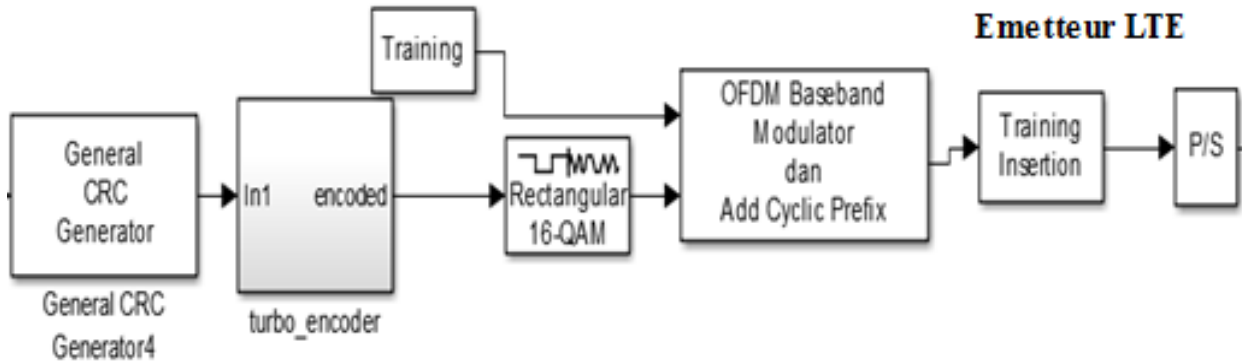 Emetteur LTE
Training
General
CRC
Generator
General CRC
Generator4
In1 encoded
turbo_encoder
Rectangular
16-QAM
OFDM Baseband
Modulator
dan
Add Cyclic Prefix
Training
Insertion
P/S